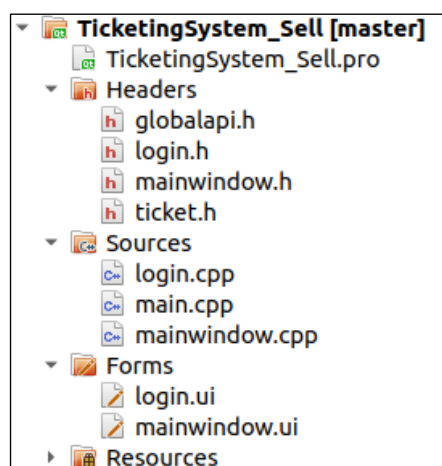 TicketingSystem_Sell [master]
TicketingSystem_Sell.pro
Headers
globalapi.h
login.h
mainwindow.h
ticket.h
Sources
login.cpp
main.cpp
mainwindow.cpp
Forms
login.ui
mainwindow.ui
Resources